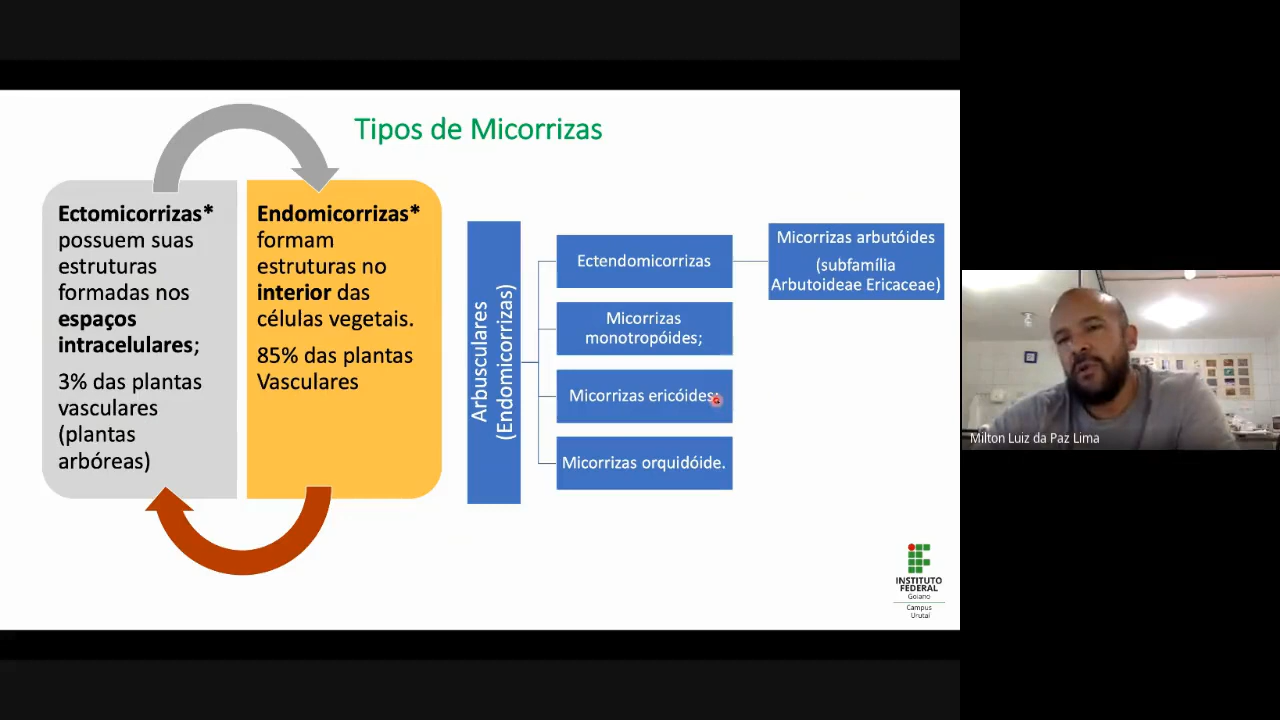 Tipos de Micorrizas
Ectomicorrizas*
possuem suas
estruturas
formadas nos
espaços
intracelulares;
3% das plantas
vasculares
(plantas
arbóreas)
Endomicorrizas*
formam
estruturas no
interior das
células vegetais.
85% das plantas
Vasculares
Arbusculares
(Endomicorrizas)
Ectendomicorrizas
Micorrizas
monotropóides;
Micorrizas ericóides;
Micorrizas orquidóide.
Micorrizas arbutóides
(subfamília
Arbutoideae Ericaceae)
Milton Luiz da Paz Lima
INSTITUTO
FEDERAL
Goiano
Campus
Urutaí